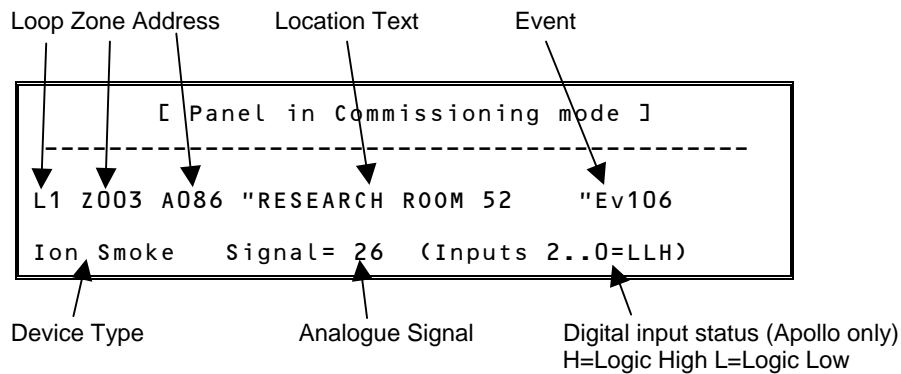 Loop Zone Address Location Text Event
[ Panel in Commissioning mode ]
--------------------------------------------
L1 Z003 A086 "RESEARCH ROOM 52 "Ev106
Ion Smoke Signal= 26 (Inputs 2..0=LLH)
Device Type Analogue Signal Digital input status (Apollo only)
H=Logic High L=Logic Low